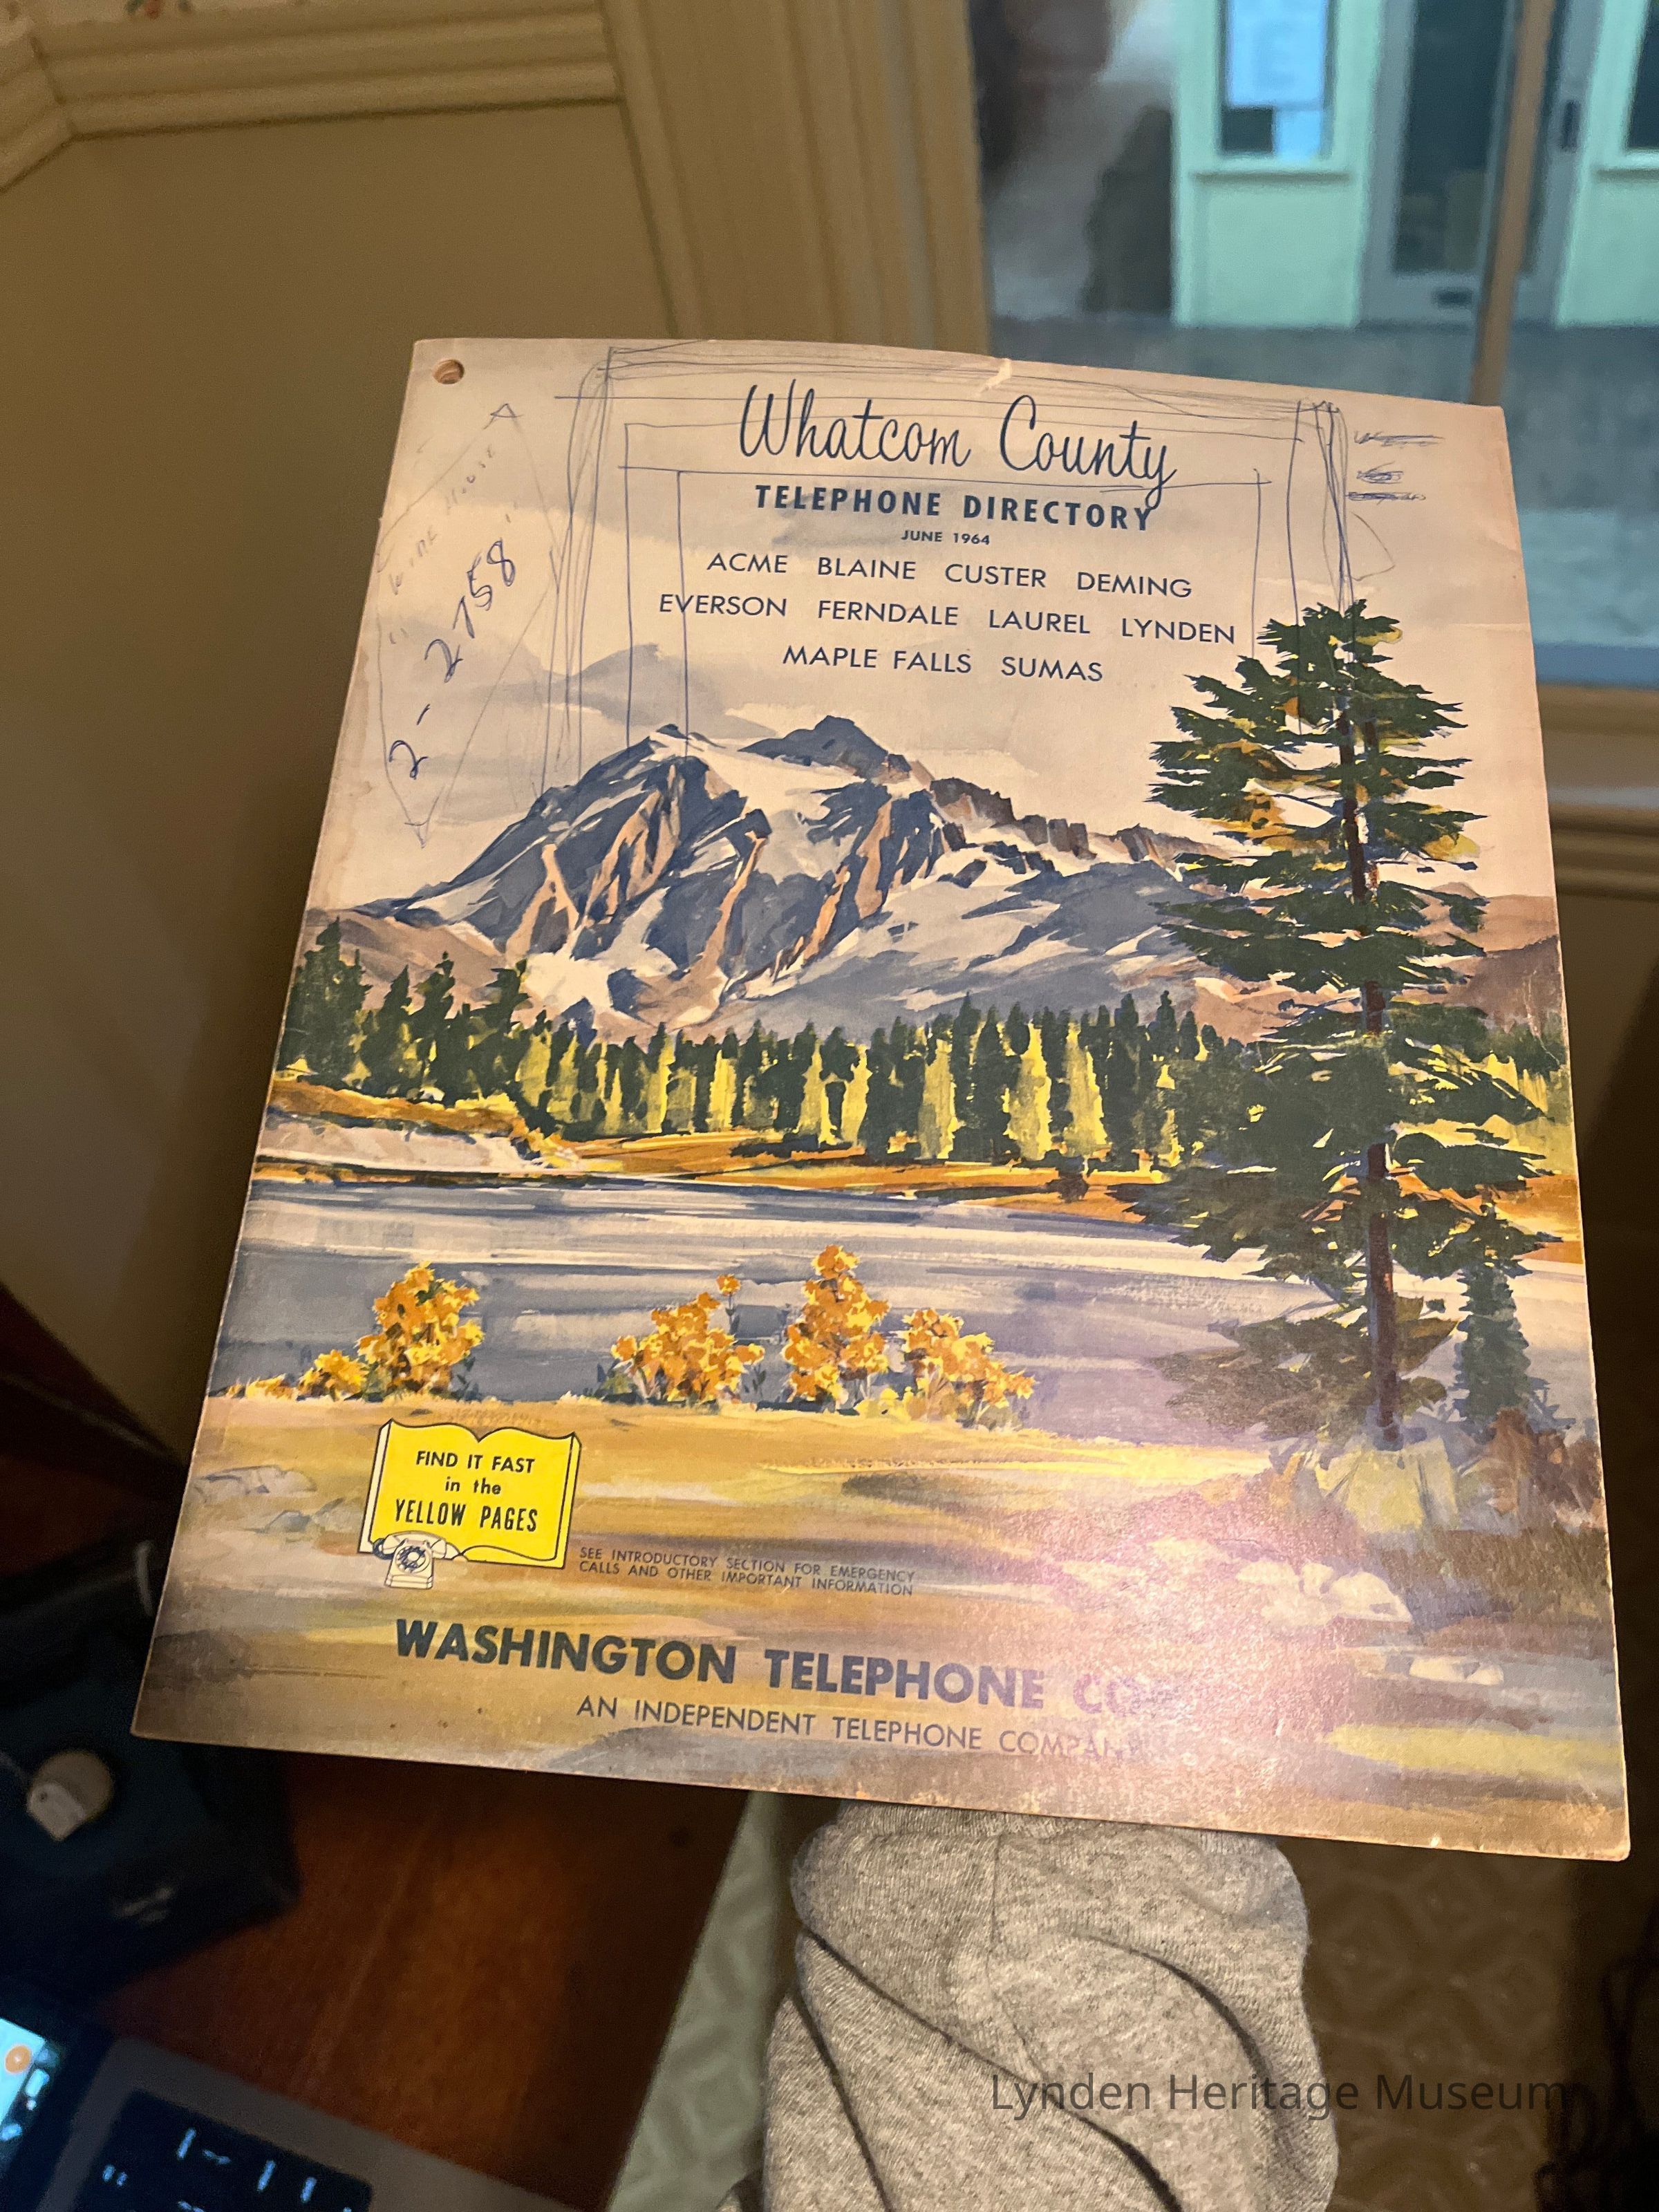 Whatcom County
TELEPHONE DIRECTORY
JUNE 1964
ACME BLAINE CUSTER DEMING
EVERSON FERNDALE LAUREL LYNDEN
MAPLE FALLS SUMAS
2-2758
FIND IT FAST
in the
YELLOW PAGES
SEE INTRODUCTORY SECTION FOR EMERGENCY
CALLS AND OTHER IMPORTANT INFORMATION
WASHINGTON TELEPHONE CO.
AN INDEPENDENT TELEPHONE COMPANY
Lynden Heritage Museum